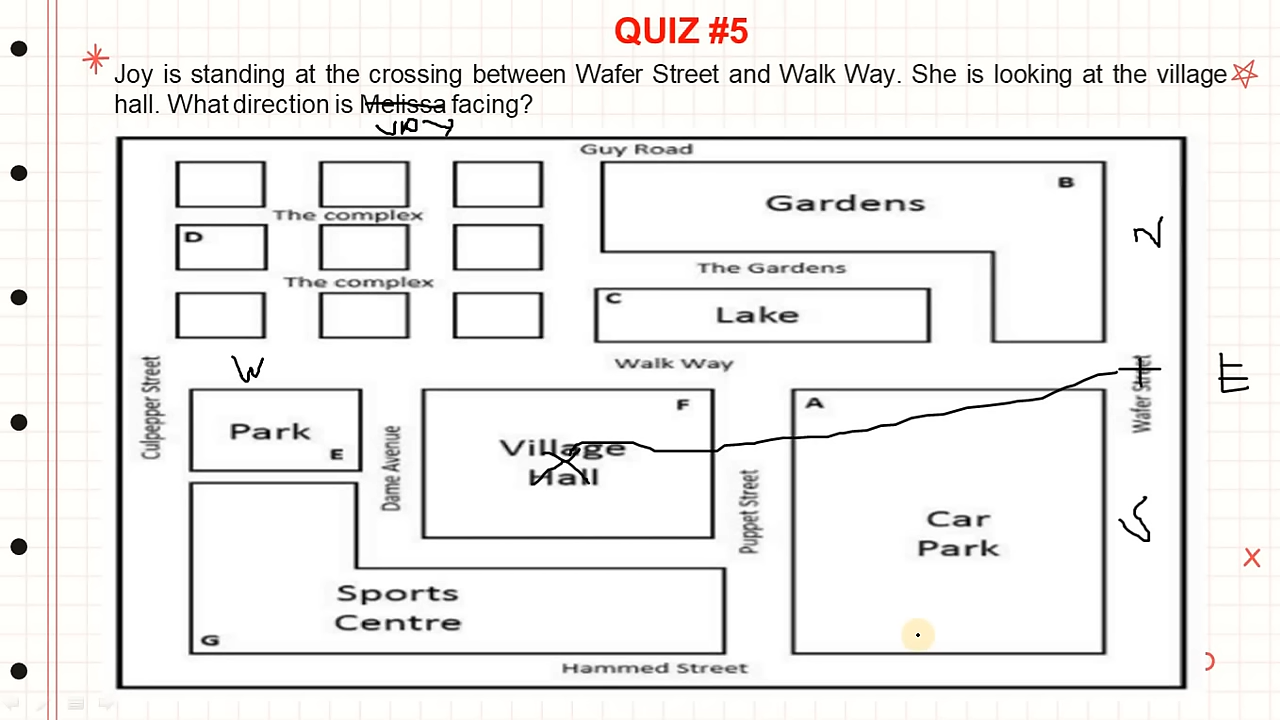 QUIZ #5
Joy is standing at the crossing between Wafer Street and Walk Way. She is looking at the village
hall. What direction is Melissa facing?
Joy
Guy Road
Gardens
B
The complex
D
N
The Gardens
The complex
C
Lake
Walk Way
W
E
Culpepper Street
Wafer Street
Park
E
Dame Avenue
Village
Hall
F
A
Puppet Street
Car
Park
S
Sports
Centre
G
Hammed Street